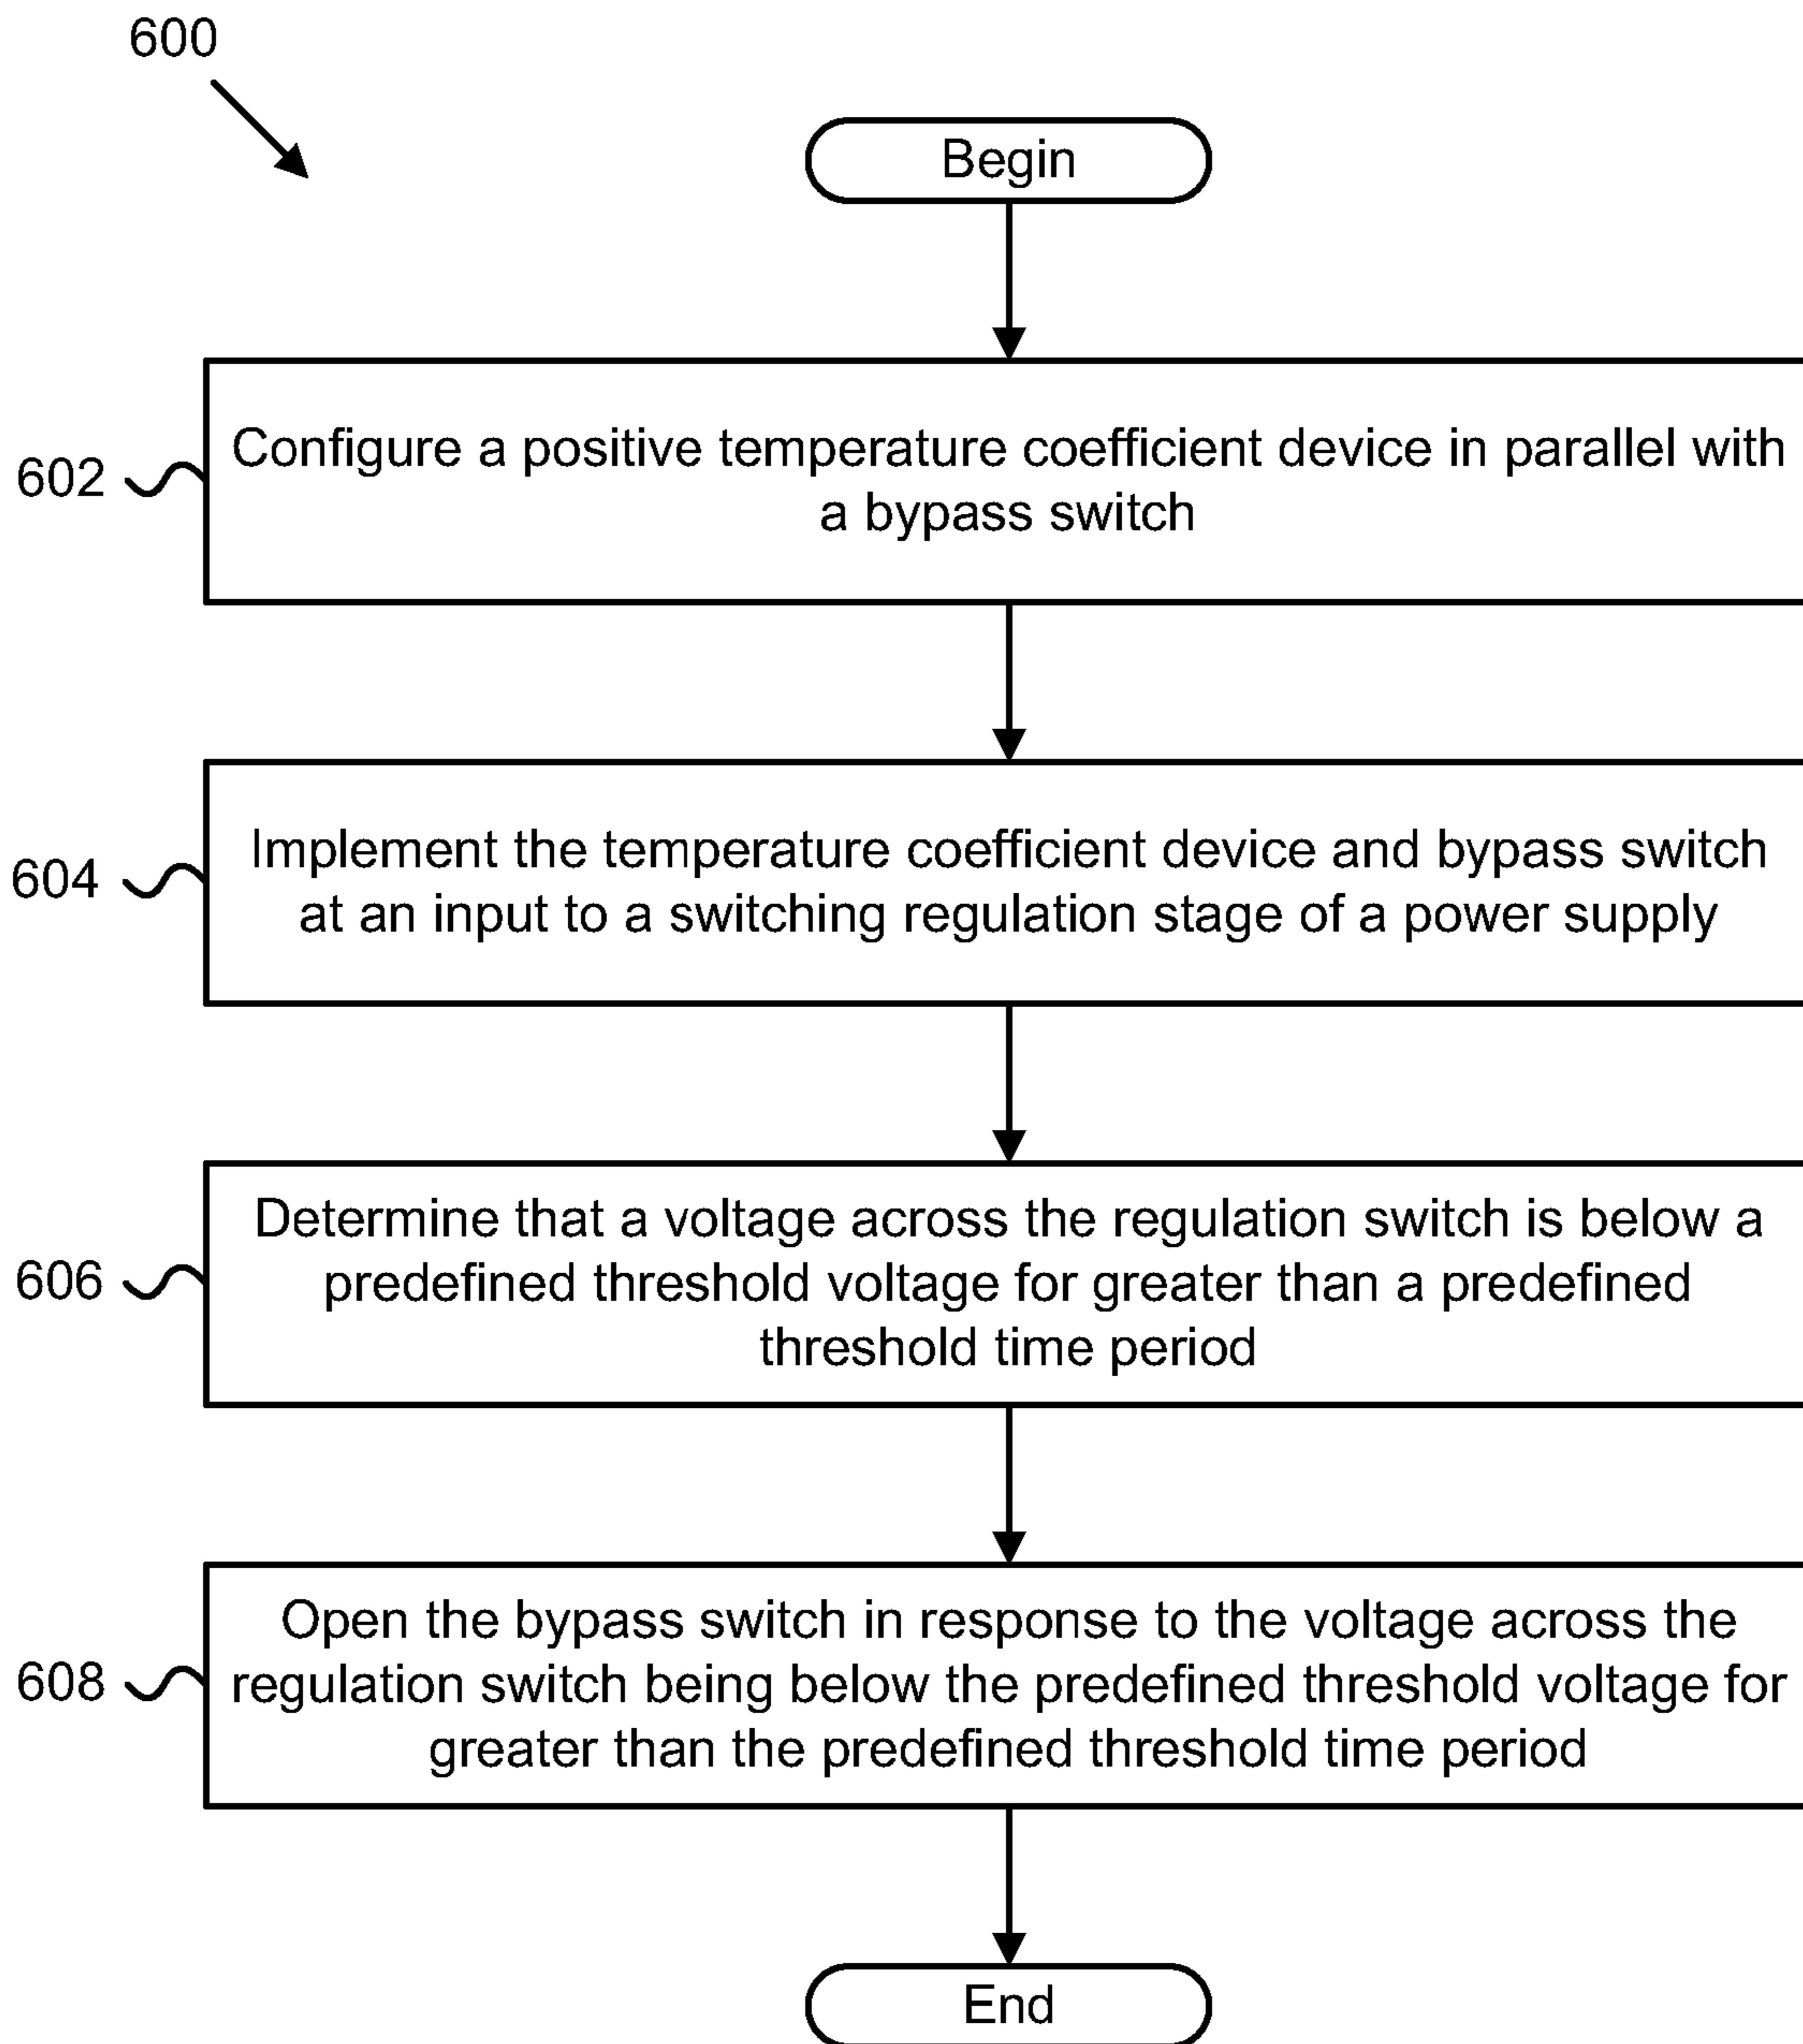 600
Begin
602
Configure a positive temperature coefficient device in parallel with
a bypass switch
604
Implement the temperature coefficient device and bypass switch
at an input to a switching regulation stage of a power supply
606
Determine that a voltage across the regulation switch is below a
predefined threshold voltage for greater than a predefined
threshold time period
608
Open the bypass switch in response to the voltage across the
regulation switch being below the predefined threshold voltage for
greater than the predefined threshold time period
End